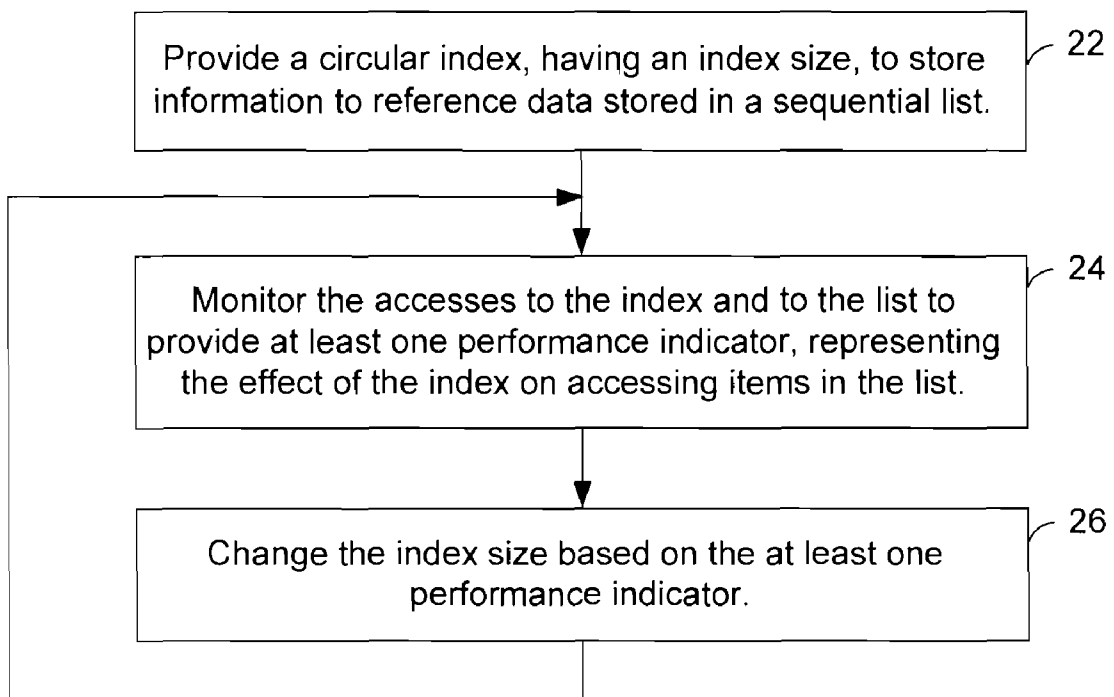 22
Provide a circular index, having an index size, to store
information to reference data stored in a sequential list.
24
Monitor the accesses to the index and to the list to
provide at least one performance indicator, representing
the effect of the index on accessing items in the list.
26
Change the index size based on the at least one
performance indicator.